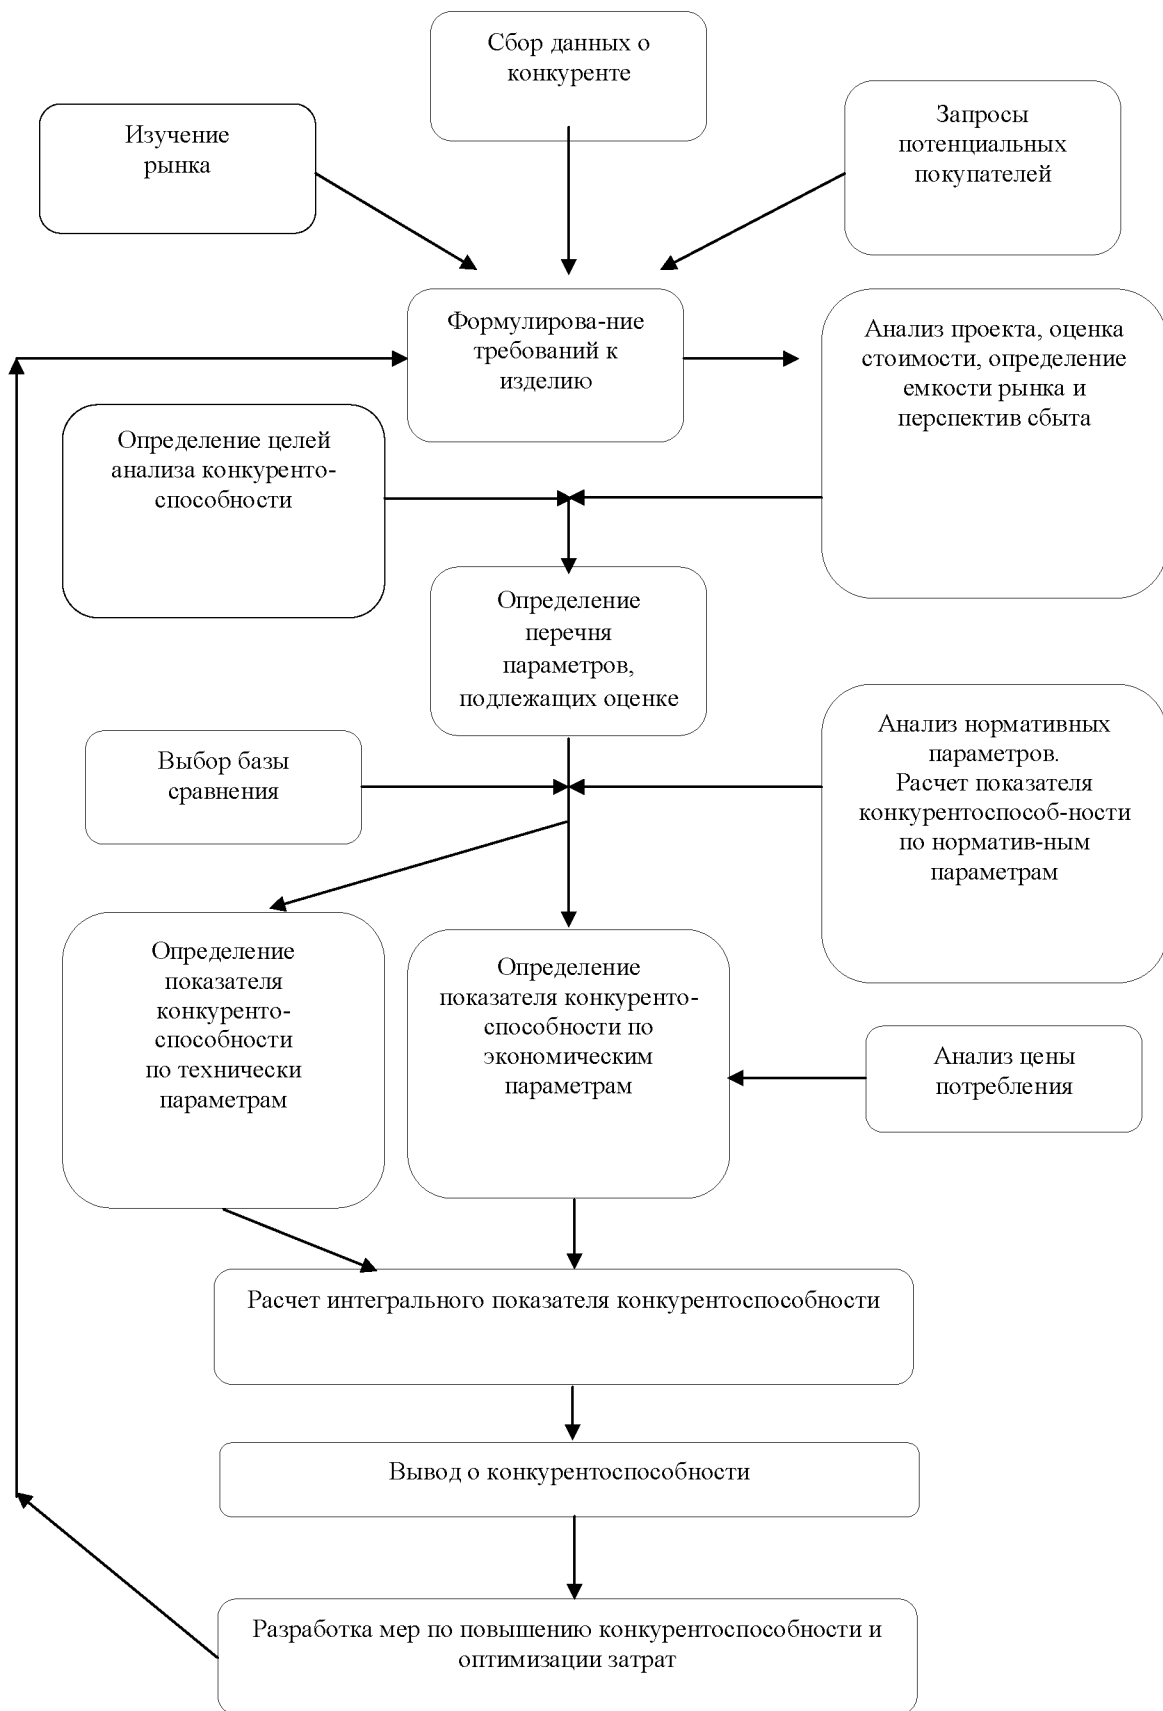 Сбор данных о
конкуренте
Изучение
рынка
Запросы
потенциальных
покупателей
Формулирова-ние
требований к
изделию
Анализ проекта, оценка
стоимости, определение
емкости рынка и
перспектив сбыта
Определение целей
анализа конкуренто-
способности
Определение
перечня
параметров,
подлежащих оценке
Выбор базы
сравнения
Анализ нормативных
параметров.
Расчет показателя
конкурентоспособ-ности
по норматив-ным
параметрам
Определение
показателя
конкуренто-
способности
по технически
параметрам
Определение
показателя конкуренто-
способности по
экономическим
параметрам
Анализ цены
потребления
Расчет интегрального показателя конкурентоспособности
Вывод о конкурентоспособности
Разработка мер по повышению конкурентоспособности и
оптимизации затрат